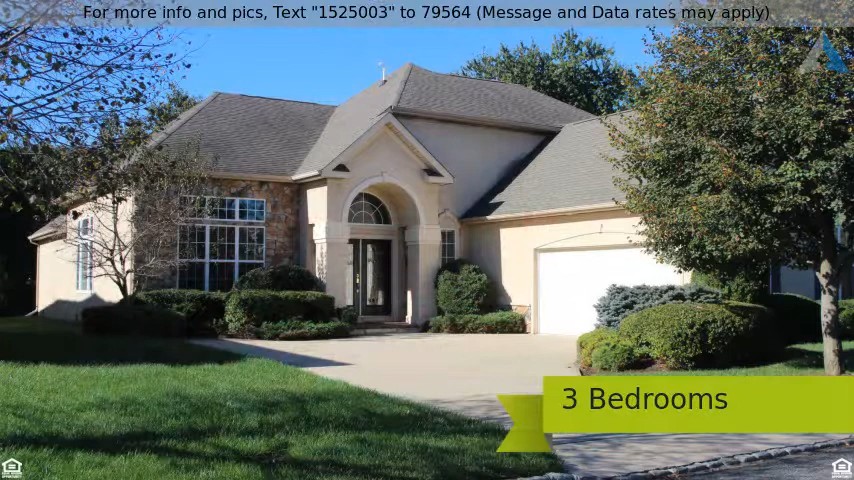 For more info and pics, Text "1525003" to 79564 (Message and Data rates may apply)
3 Bedrooms